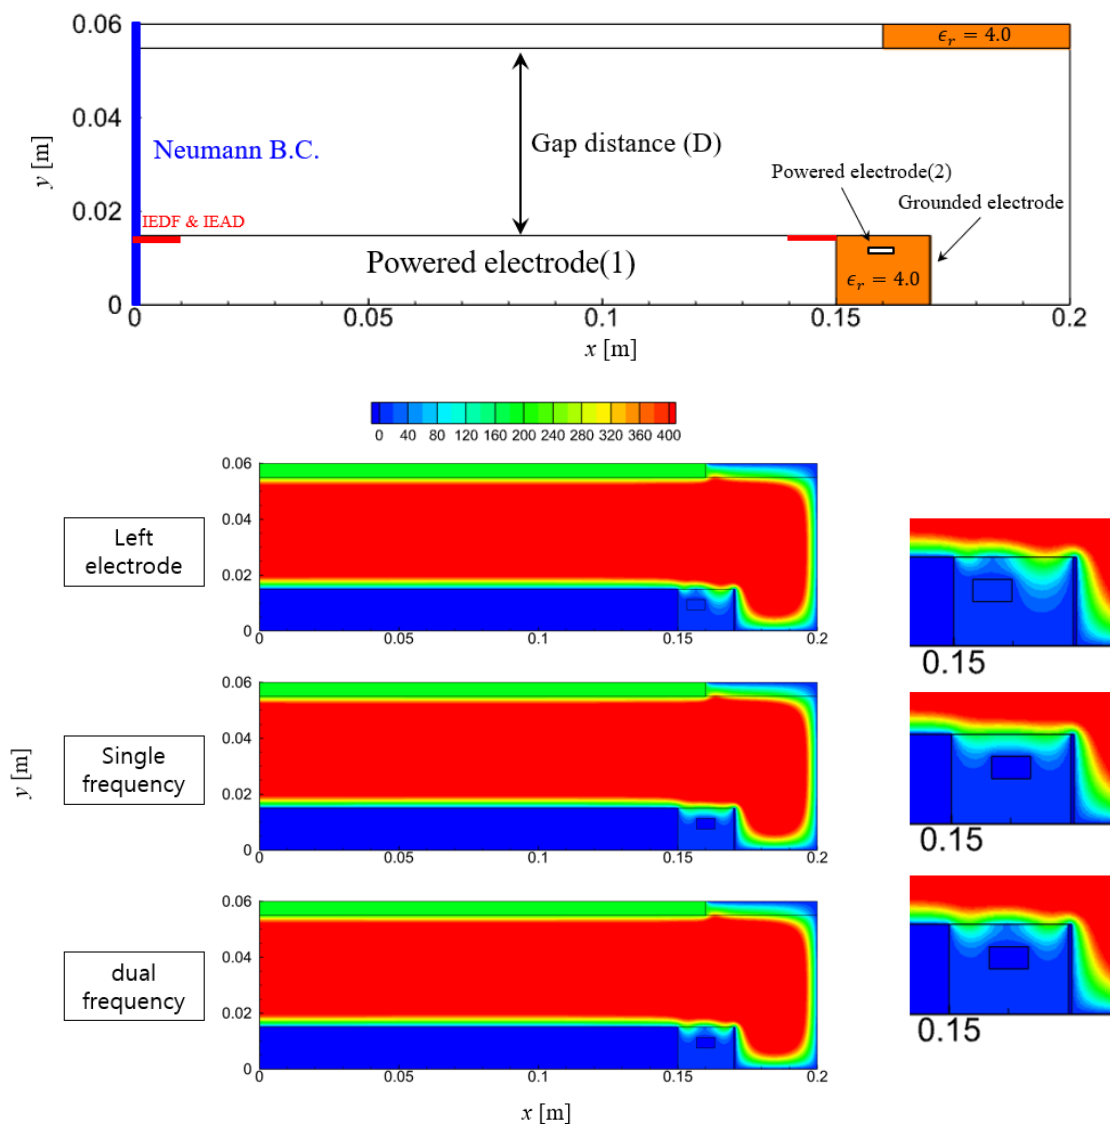 0.06
0.04
0.02
0
y [m]
ϵr = 4.0
Neumann B.C.
Gap distance (D)
Powered electrode(2)
Grounded electrode
IEDF & IEAD
Powered electrode(1)
ϵr = 4.0
0
0.05
0.1
0.15
0.2
x [m]
0 40 80 120 160 200 240 280 320 360 400
Left
electrode
0.06
0.04
0.02
0
0
0.05
0.1
0.15
0.2
0.15
Single
frequency
y [m]
0.06
0.04
0.02
0
0
0.05
0.1
0.15
0.2
0.15
dual
frequency
0.06
0.04
0.02
0
0
0.05
0.1
0.15
0.2
0.15
x [m]